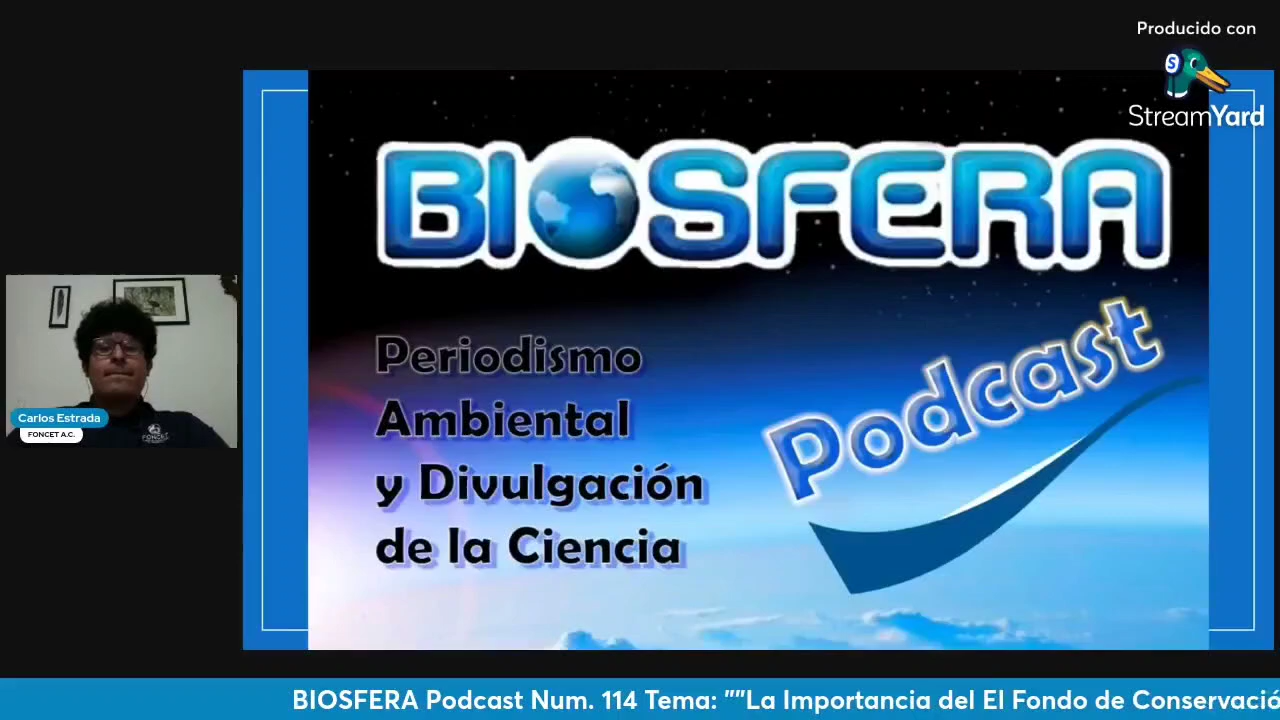 Producido con
StreamYard
BIOSFERA
Podcast
Periodismo
Ambiental
y Divulgación
de la Ciencia
Carlos Estrada
FONCET A.C.
FONCET
BIOSFERA Podcast Num. 114 Tema: ""La Importancia del El Fondo de Conservació